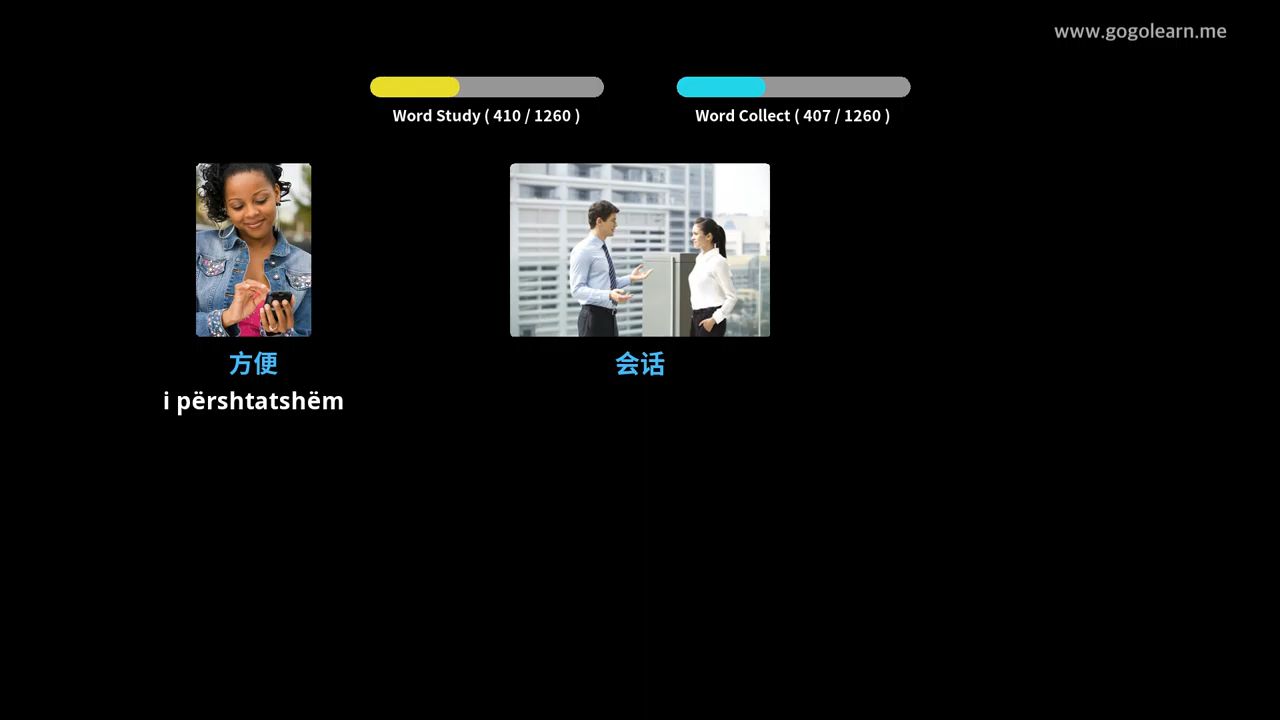 www.gogolearn.me
Word Study ( 410 / 1260 )
Word Collect ( 407 / 1260 )
方便
会话
i përshtatshëm